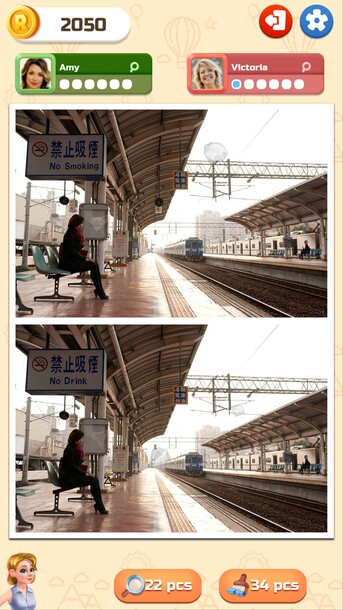 R
2050
Amy
Victoria
禁止吸煙
No Smoking
禁止吸煙
No Drink
22 pcs
34 pcs